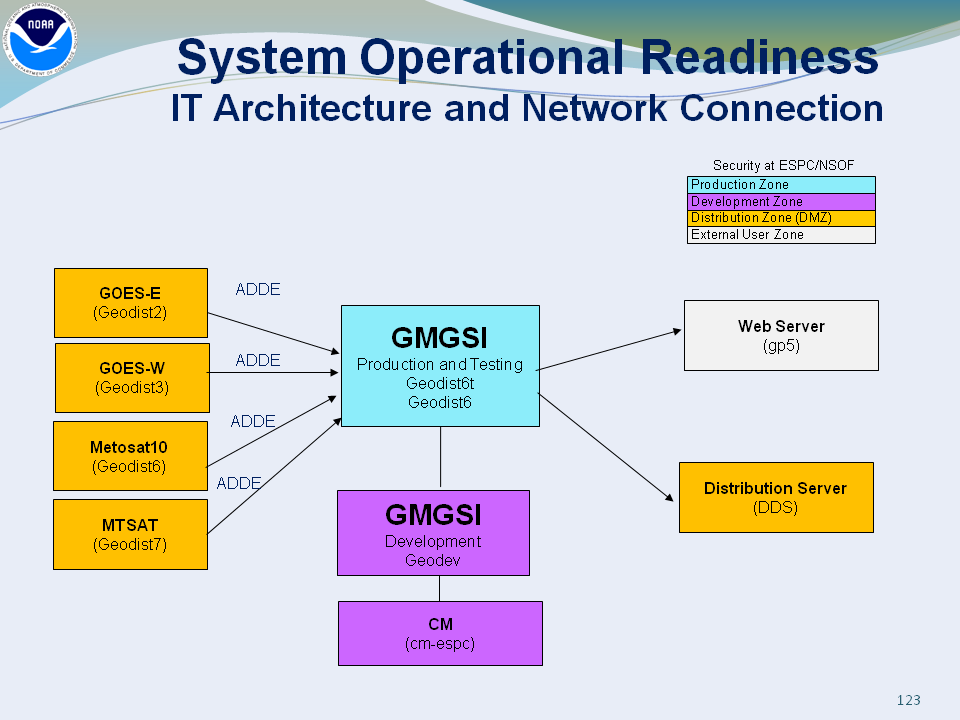 NOAA
System Operational Readiness
IT Architecture and Network Connection
Security at ESPC/NSOF
Production Zone
Development Zone
Distribution Zone (DMZ)
External User Zone
GOES-E
(Geodist2)
ADDE
GOES-W
(Geodist3)
ADDE
Metosat10
(Geodist6)
ADDE
MTSAT
(Geodist7)
ADDE
GMGSI
Production and Testing
Geodist6t
Geodist6
Web Server
(gp5)
Distribution Server
(DDS)
GMGSI
Development
Geodev
CM
(cm-espc)
123